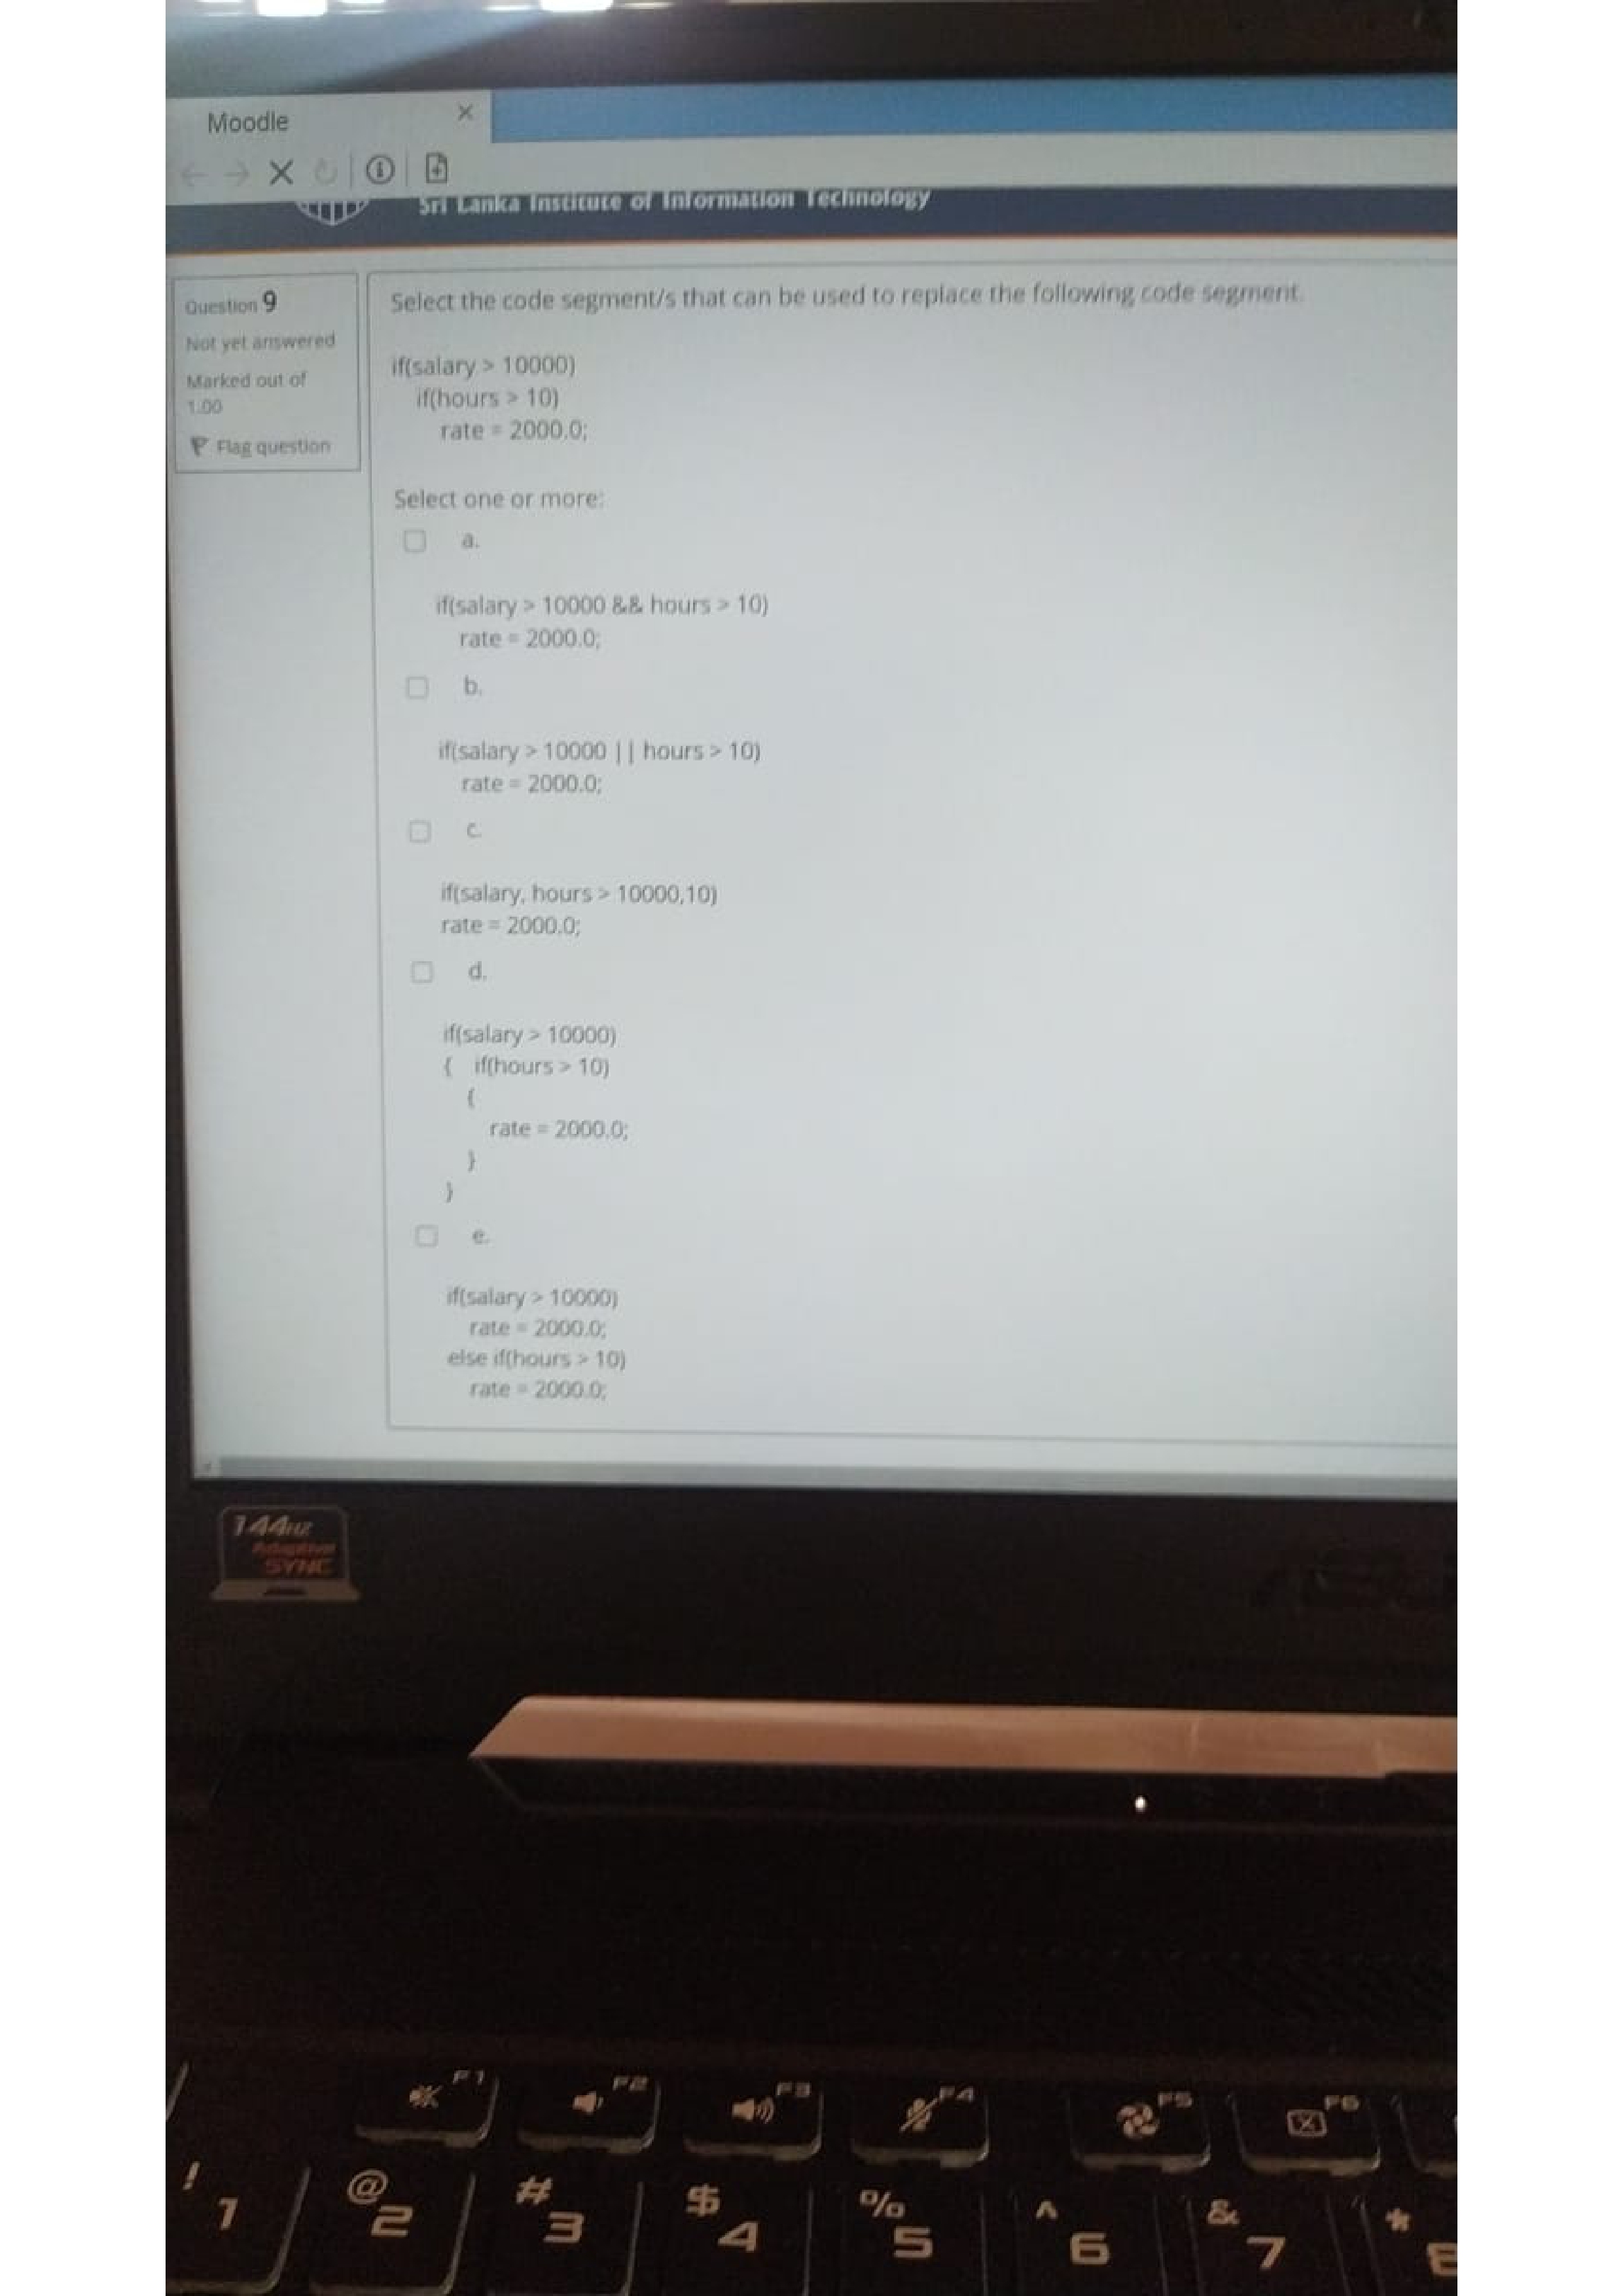 Moodle
Sri Lanka Institute of Information Technology
Question 9
Not yet answered
Marked out of
1.00
Flag question
Select the code segment/s that can be used to replace the following code segment.
if(salary > 10000)
if(hours > 10)
rate = 2000.0;
Select one or more:
a.
if(salary > 10000 && hours > 10)
rate = 2000.0;
b.
if(salary > 10000 || hours > 10)
rate = 2000.0;
c.
if(salary, hours > 10000,10)
rate = 2000.0;
d.
if(salary > 10000)
{ if(hours > 10)
{
rate = 2000.0;
}
}
e.
if(salary > 10000)
rate = 2000.0;
else if(hours > 10)
rate = 2000.0;
144Hz
Adaptive
SYNC
F1 F2 F3 F4 F5 F6
! @ # $ % ^ & *
1 2 3 4 5 6 7 8